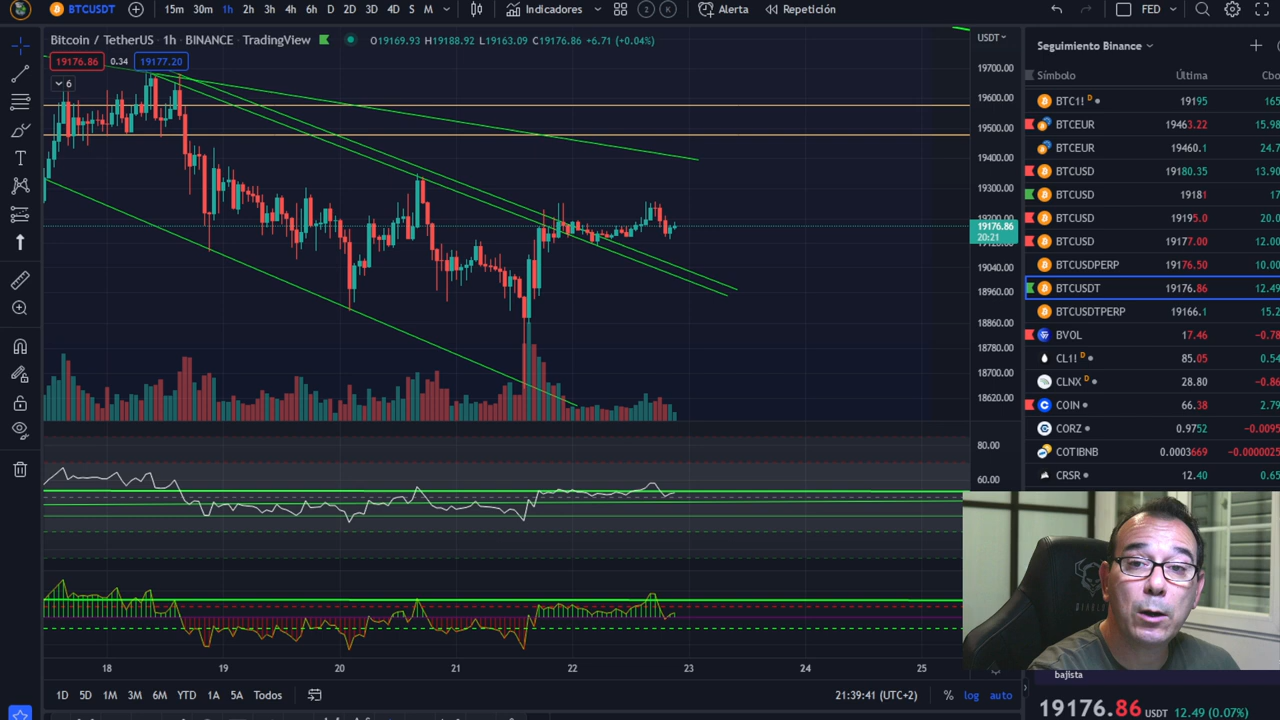 BTCUSDT 15m 30m 1h 2h 3h 4h 6h D 2D 3D 4D S M Indicadores 2 K Alerta Repetición FED
Bitcoin / TetherUS · 1h · BINANCE · TradingView O19169.93 H19188.92 L19163.09 C19176.86 +6.71 (+0.04%)
19176.86 0.34 19177.20
6
USDT
19700.00
19600.00
19500.00
19400.00
19300.00
19176.86
20:21
19040.00
18960.00
18860.00
18780.00
18700.00
18620.00
80.00
60.00
18 19 20 21 22 23 24 25
1D 5D 1M 3M 6M YTD 1A 5A Todos 21:39:41 (UTC+2) % log auto
Seguimiento Binance
Símbolo Última Cbo
BTC1! D 19195 165
BTCEUR 19463.22 15.98
BTCEUR 19460.1 24.7
BTCUSD 19180.35 13.90
BTCUSD 19181 17
BTCUSD 19195.0 20.0
BTCUSD 19177.00 12.00
BTCUSDPERP 19176.50 10.00
BTCUSDT 19176.86 12.49
BTCUSDTPERP 19166.1 15.2
BVOL 17.46 −0.78
CL1! D 85.05 0.54
CLNX D 28.80 −0.86
COIN 66.38 2.79
CORZ 0.9752 −0.0095
COTIBNB 0.0003669 −0.0000025
CRSR 12.40 0.65
DIABLO
bajista
19176.86 USDT 12.49 (0.07%)